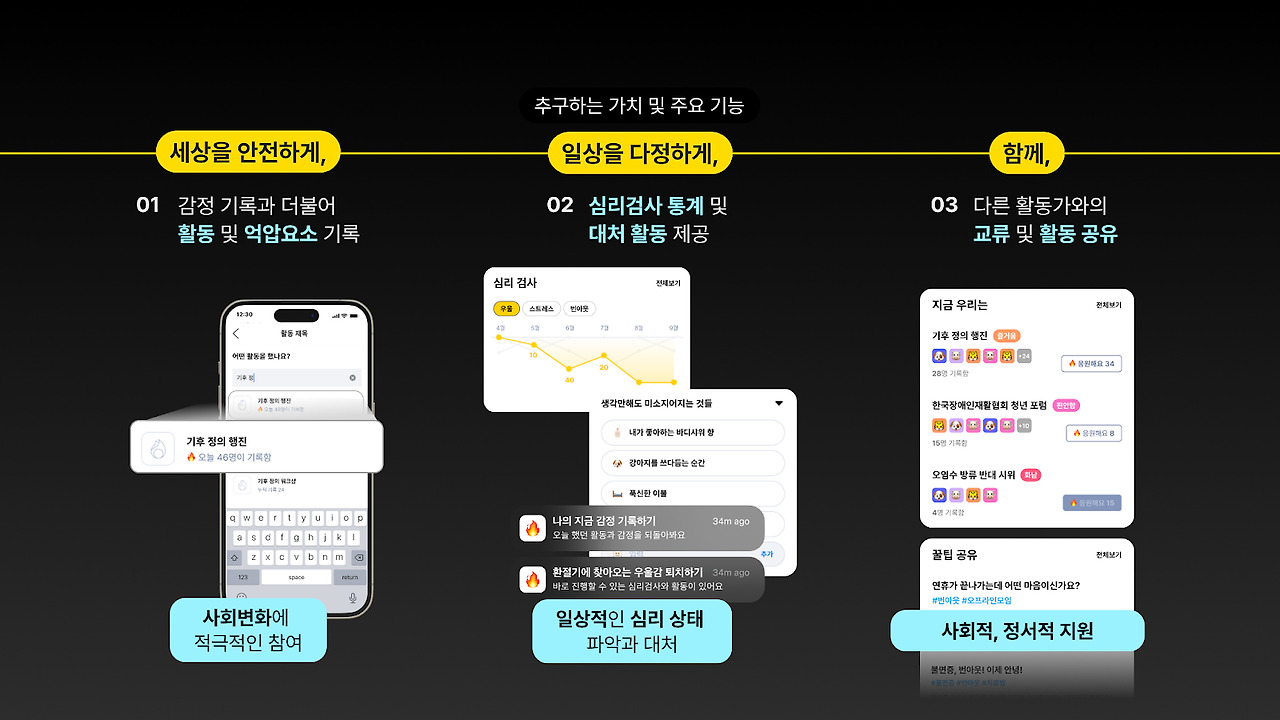 추구하는 가치 및 주요 기능
세상을 안전하게,
01 감정 기록과 더불어
활동 및 억압요소 기록
12:30
활동 제목
어떤 활동을 했나요?
기후 정
기후 정의 행진
🔥 오늘 46명이 기록함
기후 정의 행진
🔥 오늘 46명이 기록함
기후 정의 워크샵
누적 기록 24
q w e r t y u i o p
a s d f g h j k l
z x c v b n m
123 space return
사회변화에
적극적인 참여
일상을 다정하게,
02 심리검사 통계 및
대처 활동 제공
심리 검사 전체보기
우울 스트레스 번아웃
4월 5월 6월 7월 8월 9월
10
40
20
생각만해도 미소지어지는 것들
내가 좋아하는 바디샤워 향
강아지를 쓰다듬는 순간
푹신한 이불
추가
나의 지금 감정 기록하기 34m ago
오늘 했던 활동과 감정을 되돌아봐요
환절기에 찾아오는 우울감 퇴치하기 34m ago
바로 진행할 수 있는 심리검사와 활동이 있어요
일상적인 심리 상태
파악과 대처
함께,
03 다른 활동가와의
교류 및 활동 공유
지금 우리는 전체보기
기후 정의 행진 즐거움
+24
🔥 응원해요 34
28명 기록함
한국장애인재활협회 청년 포럼 편안함
+10
🔥 응원해요 8
15명 기록함
오염수 방류 반대 시위 화남
🔥 응원해요 15
4명 기록함
꿀팁 공유 전체보기
연휴가 끝나가는데 어떤 마음이신가요?
#번아웃 #오프라인모임
사회적, 정서적 지원
불면증, 번아웃! 이제 안녕!